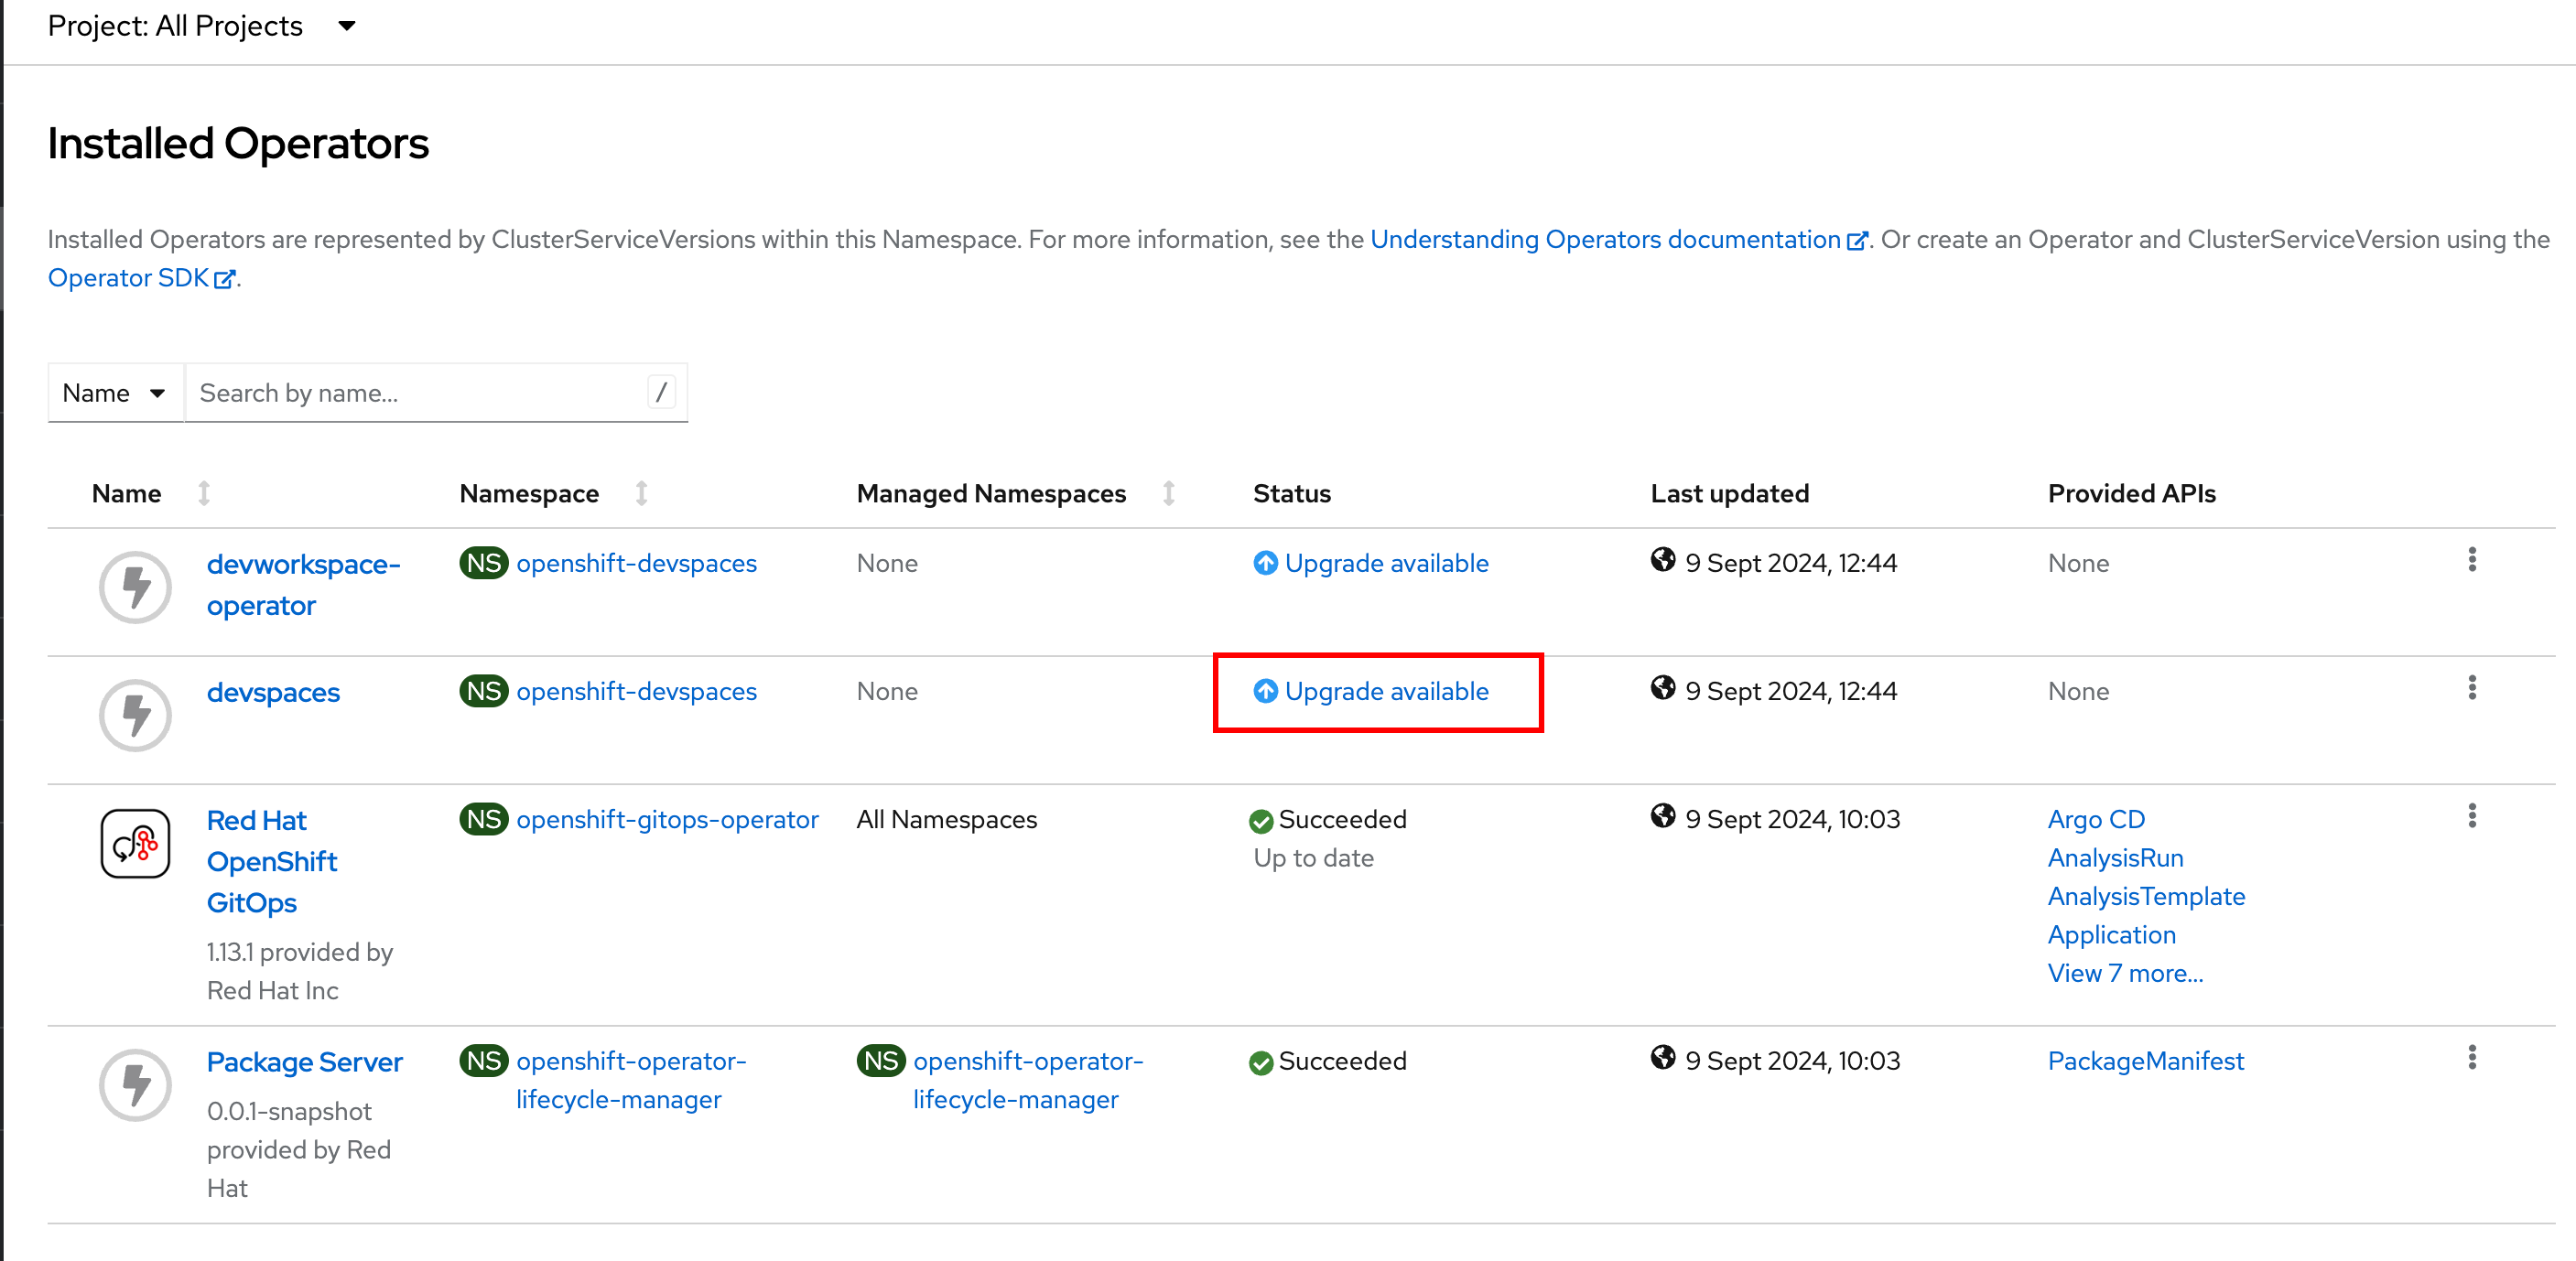 Project: All Projects
Installed Operators
Installed Operators are represented by ClusterServiceVersions within this Namespace. For more information, see the Understanding Operators documentation. Or create an Operator and ClusterServiceVersion using the
Operator SDK.
Name Search by name... /
Name Namespace Managed Namespaces Status Last updated Provided APIs
devworkspace- NS openshift-devspaces None Upgrade available 9 Sept 2024, 12:44 None
operator
devspaces NS openshift-devspaces None Upgrade available 9 Sept 2024, 12:44 None
Red Hat NS openshift-gitops-operator All Namespaces Succeeded 9 Sept 2024, 10:03 Argo CD
OpenShift Up to date AnalysisRun
GitOps AnalysisTemplate
1.13.1 provided by Application
Red Hat Inc View 7 more...
Package Server NS openshift-operator- NS openshift-operator- Succeeded 9 Sept 2024, 10:03 PackageManifest
0.0.1-snapshot lifecycle-manager lifecycle-manager
provided by Red
Hat